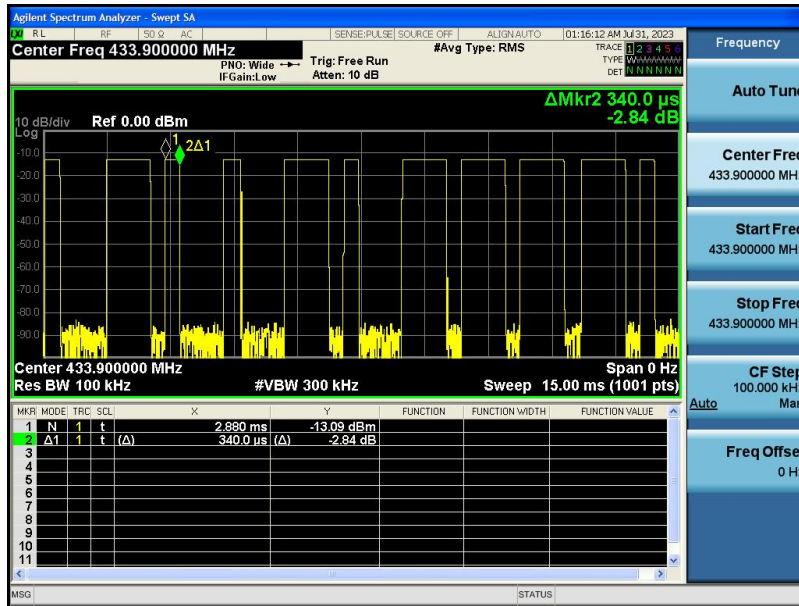 Agilent Spectrum Analyzer - Swept SA
LXI RL RF 50 Ω AC SENSE:PULSE SOURCE OFF ALIGNAUTO 01:16:12 AM Jul 31, 2023
Center Freq 433.900000 MHz #Avg Type: RMS TRACE 1 2 3 4 5 6
PNO: Wide Trig: Free Run TYPE W
IFGain:Low Atten: 10 dB DET N N N N N N
ΔMkr2 340.0 µs
-2.84 dB
10 dB/div Ref 0.00 dBm
Log
1
2Δ1
-10.0
-20.0
-30.0
-40.0
-50.0
-60.0
-70.0
-80.0
-90.0
Center 433.900000 MHz Span 0 Hz
Res BW 100 kHz #VBW 300 kHz Sweep 15.00 ms (1001 pts)
MKR MODE TRC SCL X Y FUNCTION FUNCTION WIDTH FUNCTION VALUE
1 N 1 t 2.880 ms -13.09 dBm
2 Δ1 1 t (Δ) 340.0 µs (Δ) -2.84 dB
3
4
5
6
7
8
9
10
11
MSG STATUS
Frequency
Auto Tune
Center Freq
433.900000 MHz
Start Freq
433.900000 MHz
Stop Freq
433.900000 MHz
CF Step
100.000 kHz
Auto Man
Freq Offset
0 Hz